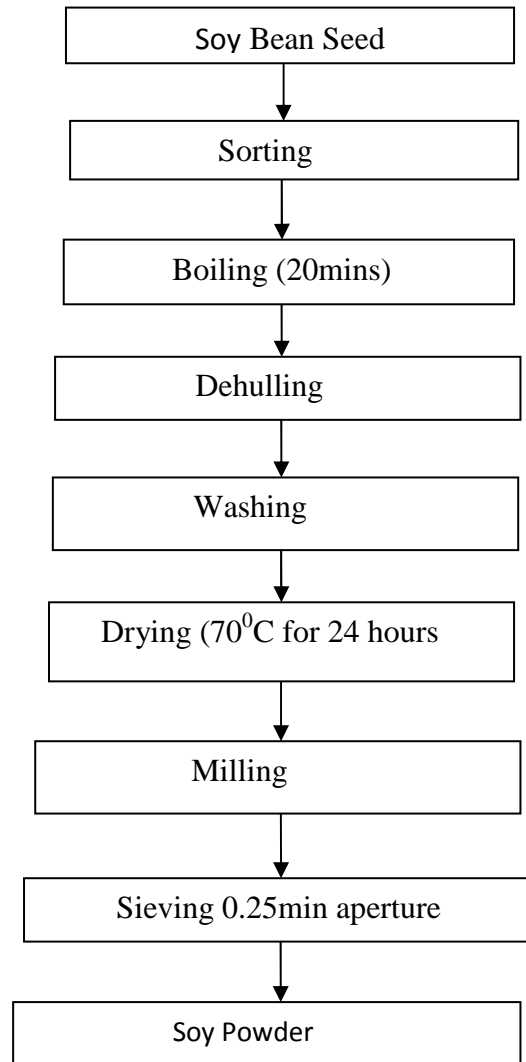 Soy Bean Seed
Sorting
Boiling (20mins)
Dehulling
Washing
Drying (70⁰C for 24 hours
Milling
Sieving 0.25min aperture
Soy Powder